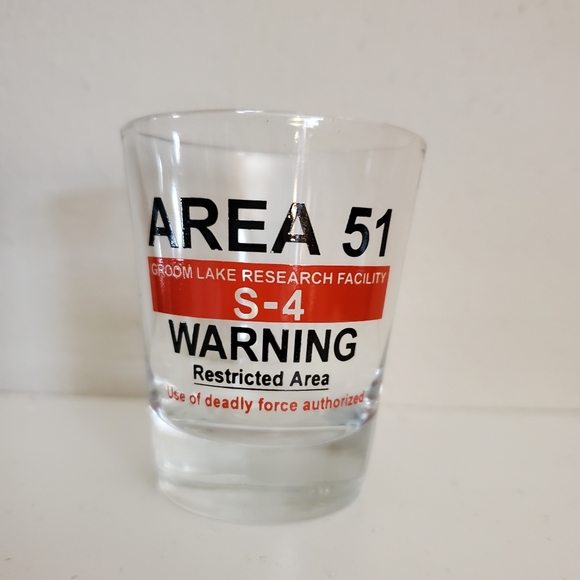 AREA 51
GROOM LAKE RESEARCH FACILITY
S-4
WARNING
Restricted Area
Use of deadly force authorized